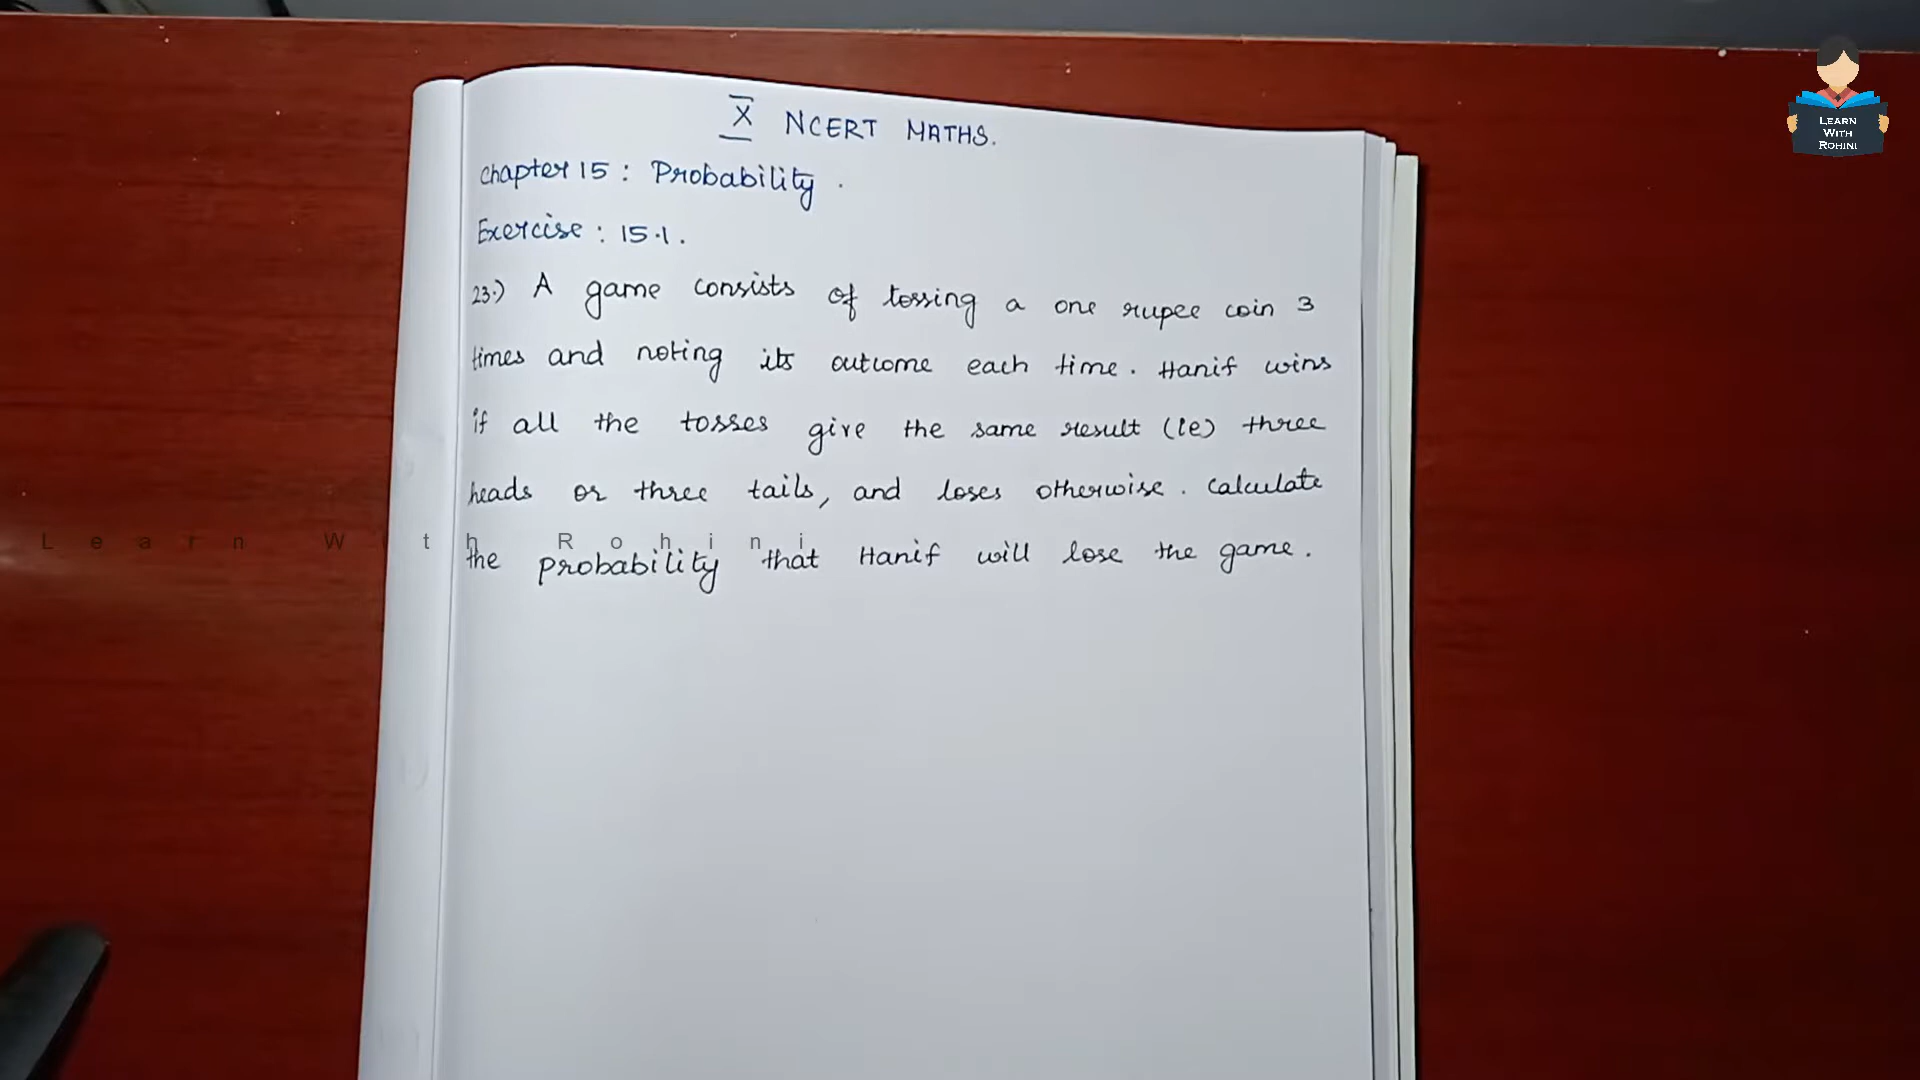 X NCERT MATHS.
Chapter 15 : Probability .
Exercise : 15.1.
23.) A game consists of tossing a one rupee coin 3
times and noting its outcome each time. Hanif wins
if all the tosses give the same result (ie) three
heads or three tails, and loses otherwise. Calculate
the probability that Hanif will lose the game.
Learn With Rohini
LEARN
WITH
ROHINI